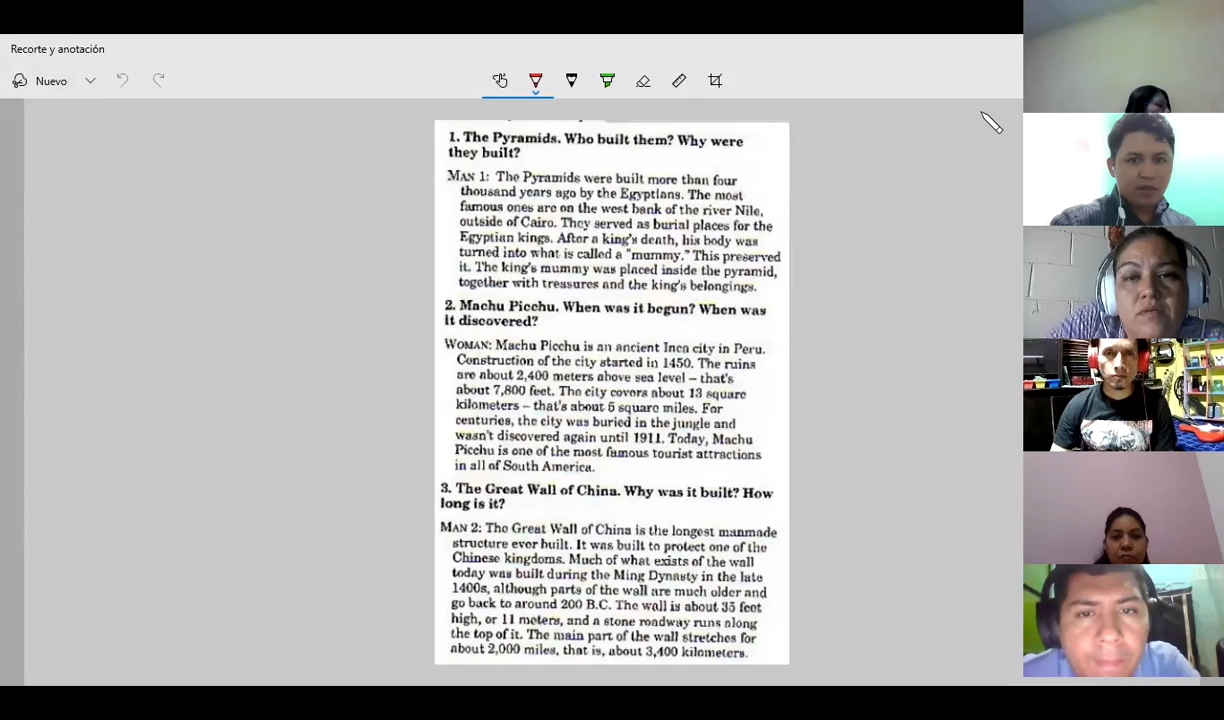 Recorte y anotación
Nuevo
1. The Pyramids. Who built them? Why were
they built?
MAN 1: The Pyramids were built more than four
thousand years ago by the Egyptians. The most
famous ones are on the west bank of the river Nile,
outside of Cairo. They served as burial places for the
Egyptian kings. After a king's death, his body was
turned into what is called a "mummy." This preserved
it. The king's mummy was placed inside the pyramid,
together with treasures and the king's belongings.
2. Machu Picchu. When was it begun? When was
it discovered?
WOMAN: Machu Picchu is an ancient Inca city in Peru.
Construction of the city started in 1450. The ruins
are about 2,400 meters above sea level – that's
about 7,800 feet. The city covers about 13 square
kilometers – that's about 5 square miles. For
centuries, the city was buried in the jungle and
wasn't discovered again until 1911. Today, Machu
Picchu is one of the most famous tourist attractions
in all of South America.
3. The Great Wall of China. Why was it built? How
long is it?
MAN 2: The Great Wall of China is the longest manmade
structure ever built. It was built to protect one of the
Chinese kingdoms. Much of what exists of the wall
today was built during the Ming Dynasty in the late
1400s, although parts of the wall are much older and
go back to around 200 B.C. The wall is about 35 feet
high, or 11 meters, and a stone roadway runs along
the top of it. The main part of the wall stretches for
about 2,000 miles, that is, about 3,400 kilometers.